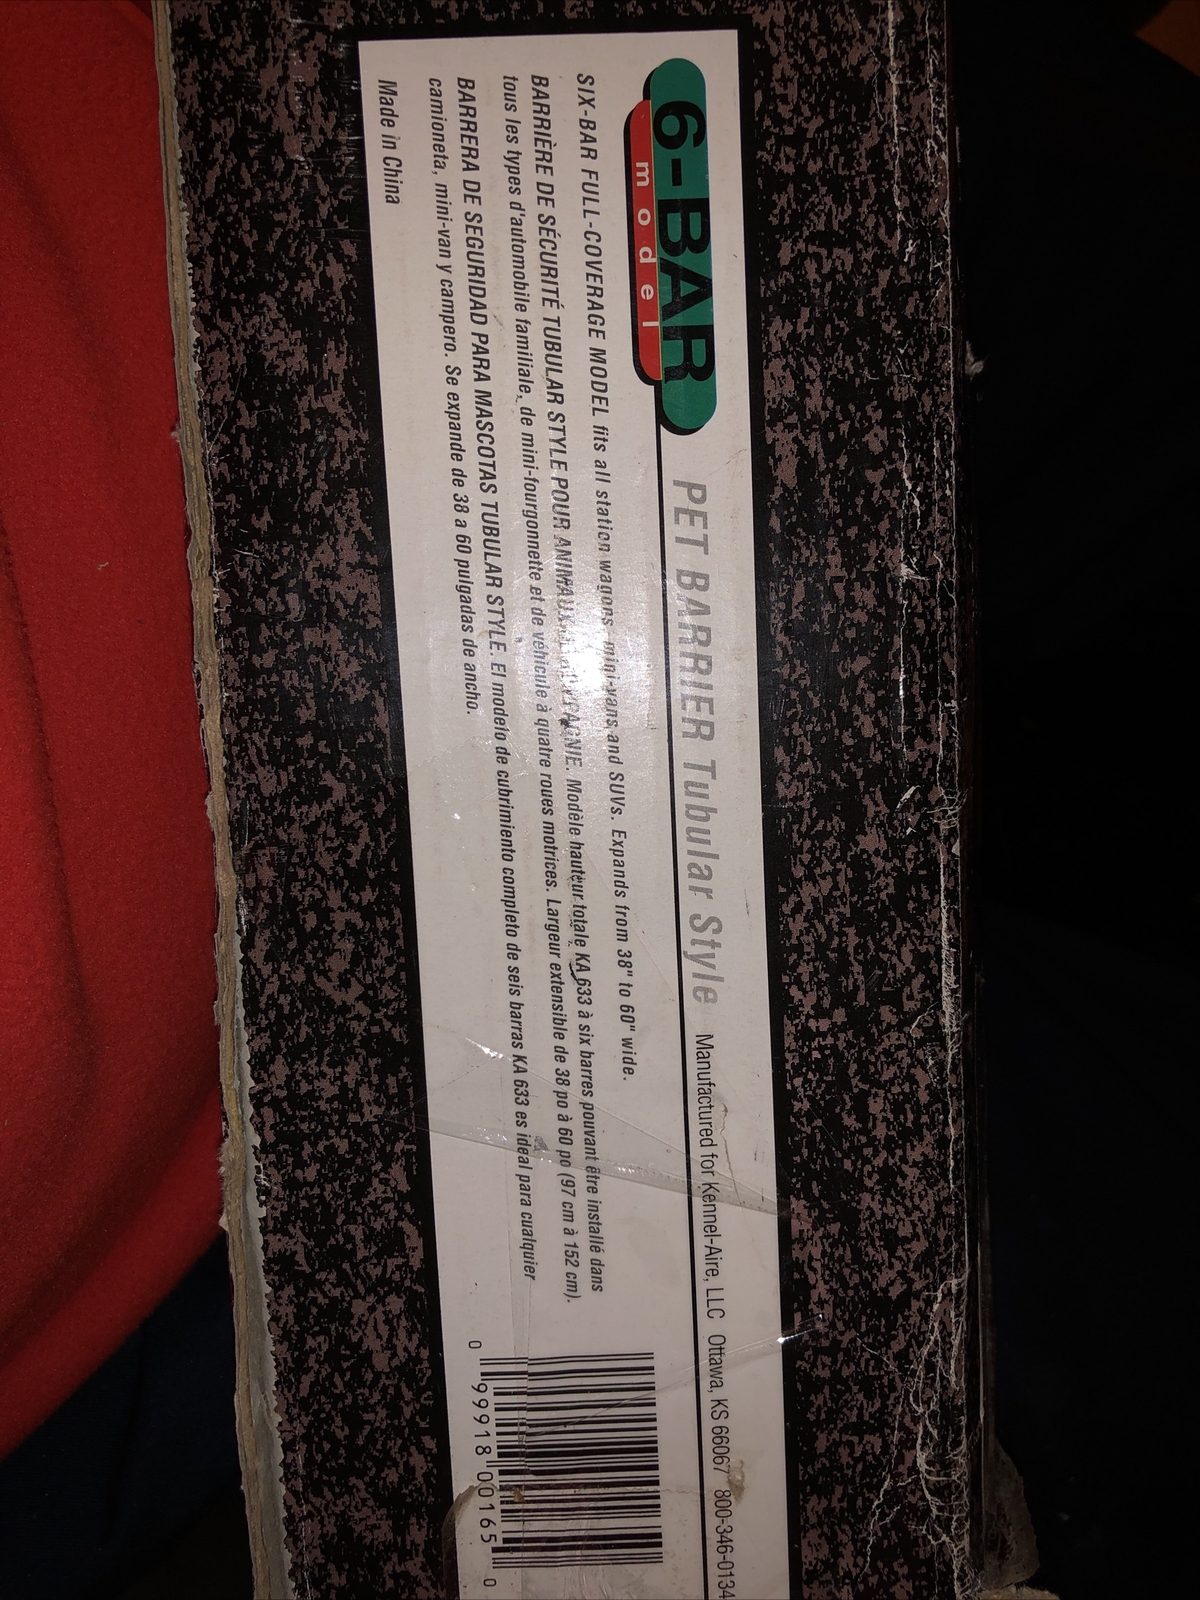 6-BAR
model
PET BARRIER Tubular Style Manufactured for Kennel-Aire, LLC Ottawa, KS 66067 800-346-0134
SIX-BAR FULL-COVERAGE MODEL fits all station wagons, mini-vans and SUVs. Expands from 38" to 60" wide.
BARRIÈRE DE SÉCURITÉ TUBULAR STYLE POUR ANIMAUX Modèle hauteur totale KA 633 à six barres pouvant être installé dans
tous les types d'automobile familiale, de mini-fourgonnette et de véhicule à quatre roues motrices. Largeur extensible de 38 po à 60 po (97 cm à 152 cm).
BARRERA DE SEGURIDAD PARA MASCOTAS TUBULAR STYLE. El modelo de cubrimiento completo de seis barras KA 633 es ideal para cualquier
camioneta, mini-van y campero. Se expande de 38 a 60 pulgadas de ancho.
Made in China
0 99918 00165 0